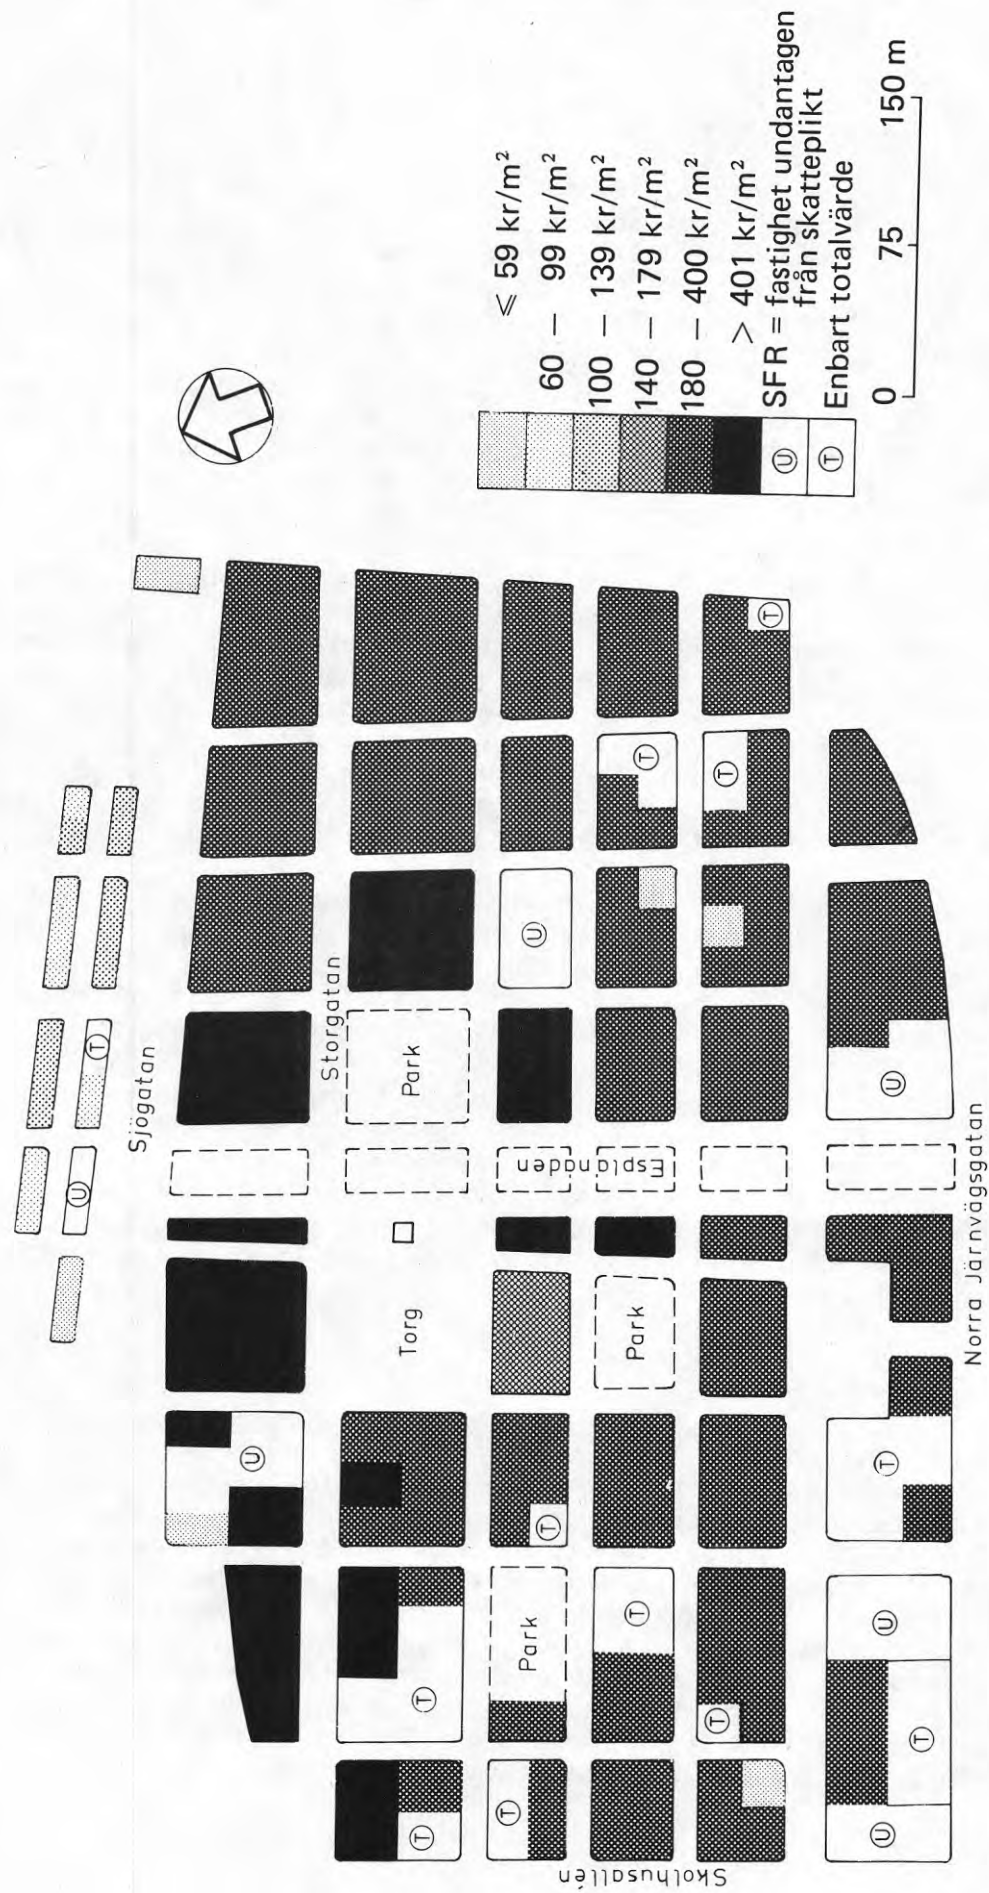 Sjögatan
Storgatan
Esplanaden
Norra Järnvägsgatan
Skolhusallén
Torg
Park
Park
Park
U
T
U
U
T
T
T
U
T
T
T
T
T
T
T
T
U
T
U
U
≤ 59 kr/m²
60 — 99 kr/m²
100 — 139 kr/m²
140 — 179 kr/m²
180 — 400 kr/m²
> 401 kr/m²
U SFR = fastighet undantagen
från skatteplikt
T Enbart totalvärde
0 75 150 m